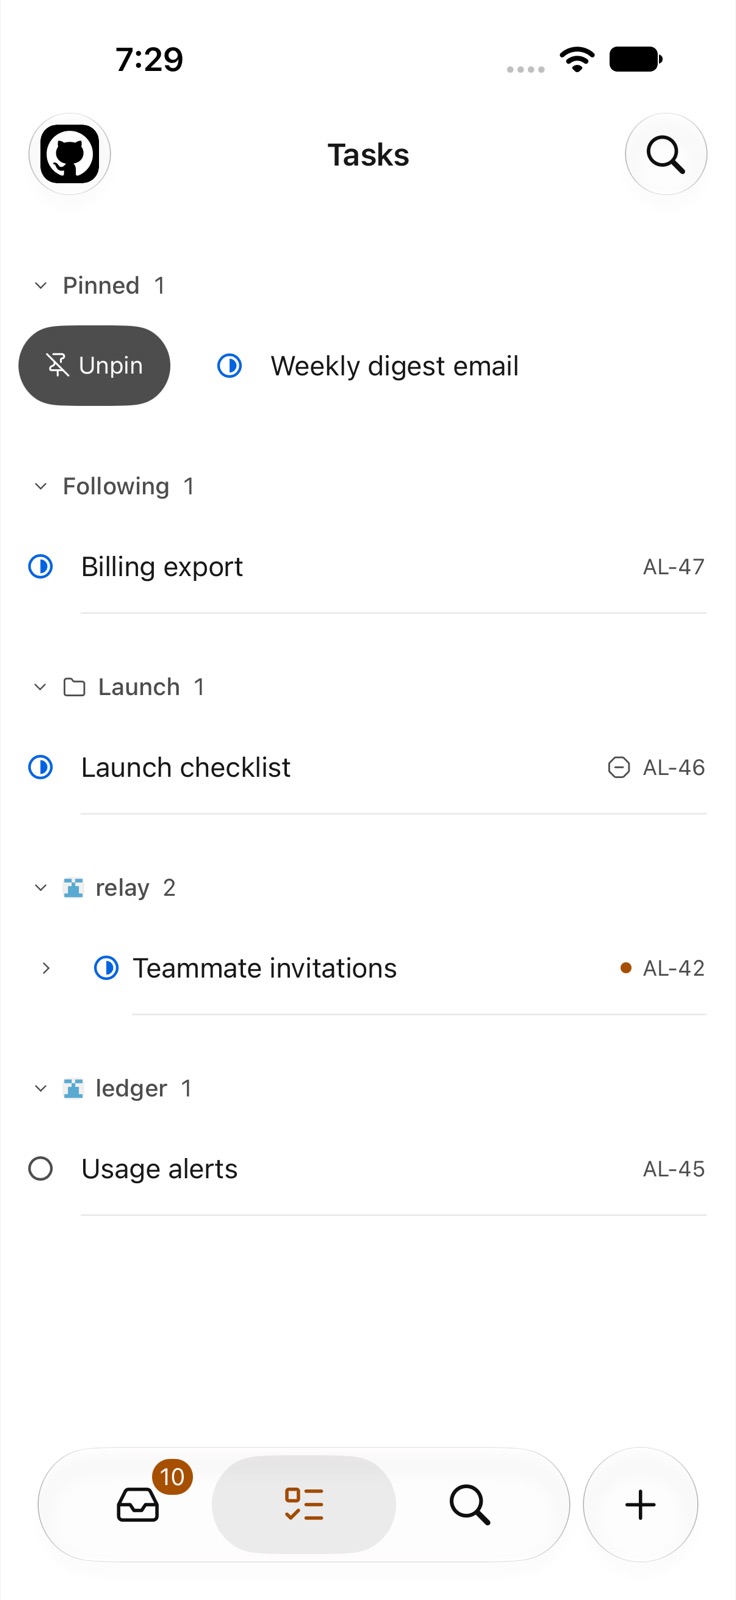 7:29
Tasks
Pinned 1
Unpin Weekly digest email
Following 1
Billing export AL-47
Launch 1
Launch checklist AL-46
relay 2
Teammate invitations AL-42
ledger 1
Usage alerts AL-45
10